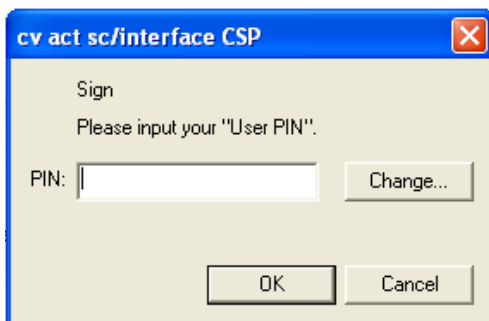 cv act sc/interface CSP
Sign
Please input your "User PIN".
PIN:
Change...
OK
Cancel